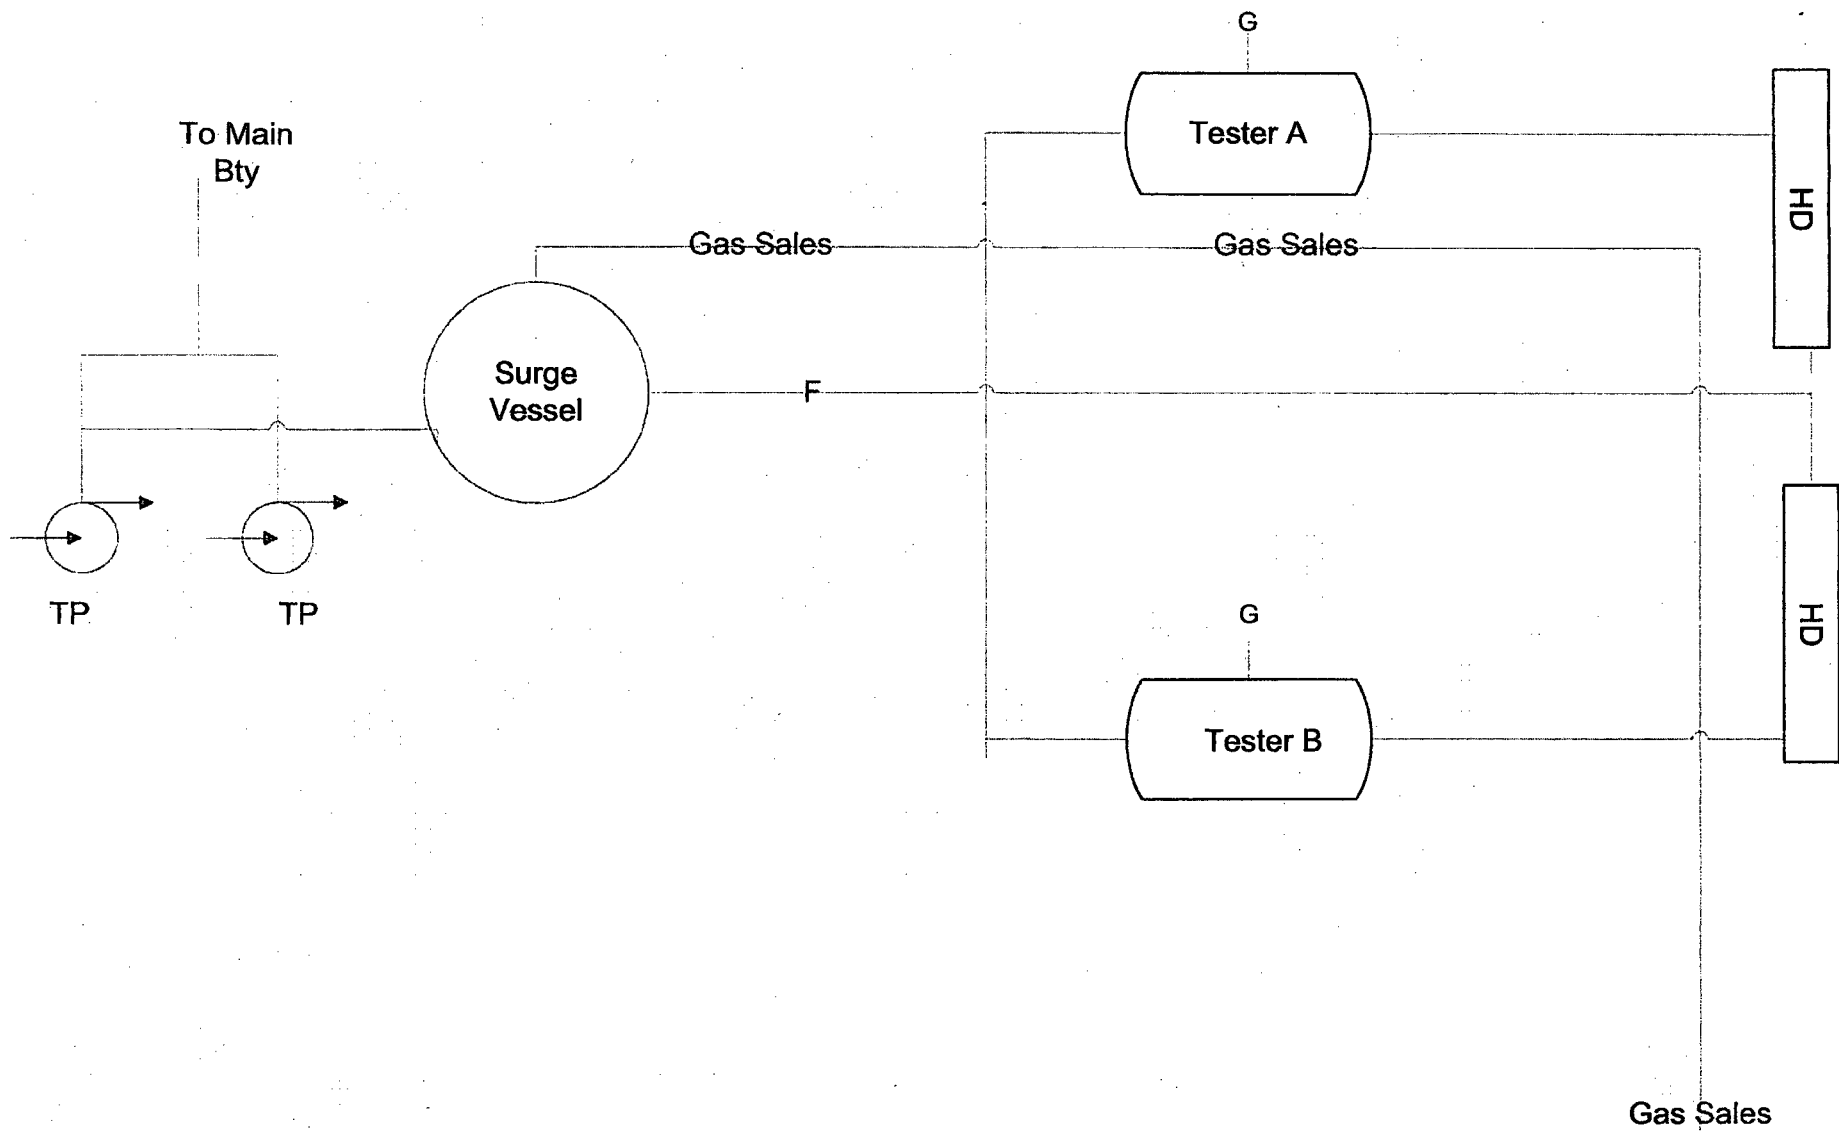 G
Tester A
To Main
Bty
HD
Gas Sales
Gas Sales
Surge
Vessel
F
TP
TP
G
HD
Tester B
Gas Sales